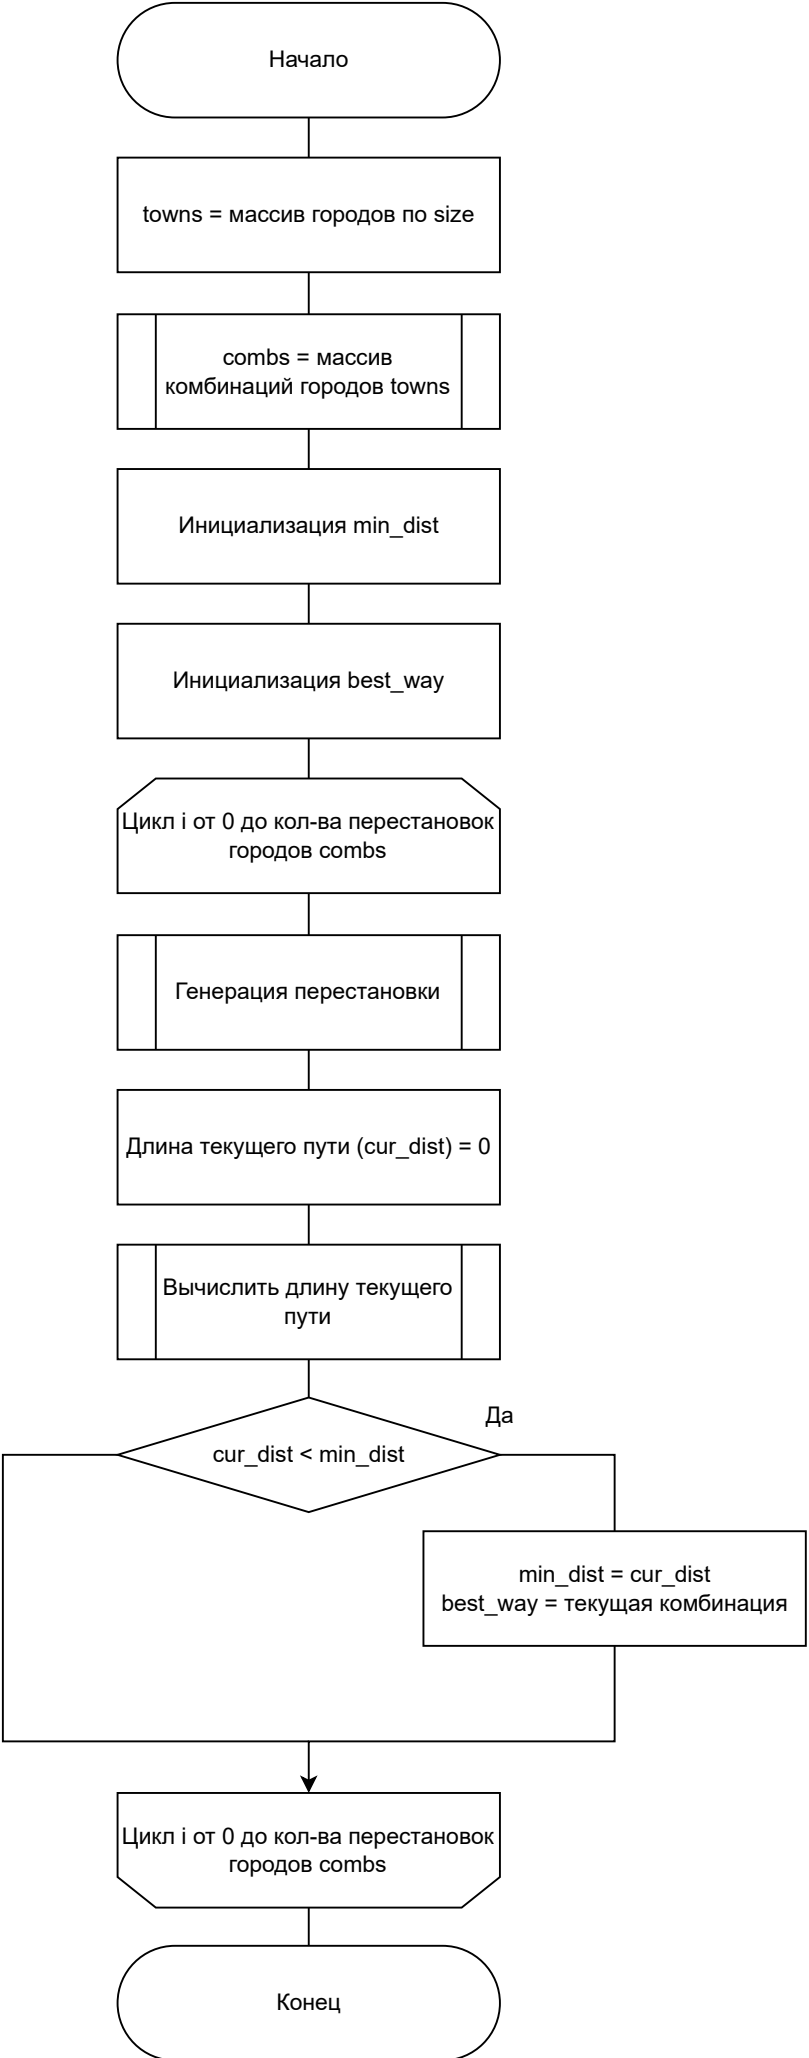 Начало
towns = массив городов по size
combs = массив
комбинаций городов towns
Инициализация min_dist
Инициализация best_way
Цикл i от 0 до кол-ва перестановок
городов combs
Генерация перестановки
Длина текущего пути (cur_dist) = 0
Вычислить длину текущего
пути
Да
cur_dist < min_dist
min_dist = cur_dist
best_way = текущая комбинация
Цикл i от 0 до кол-ва перестановок
городов combs
Конец